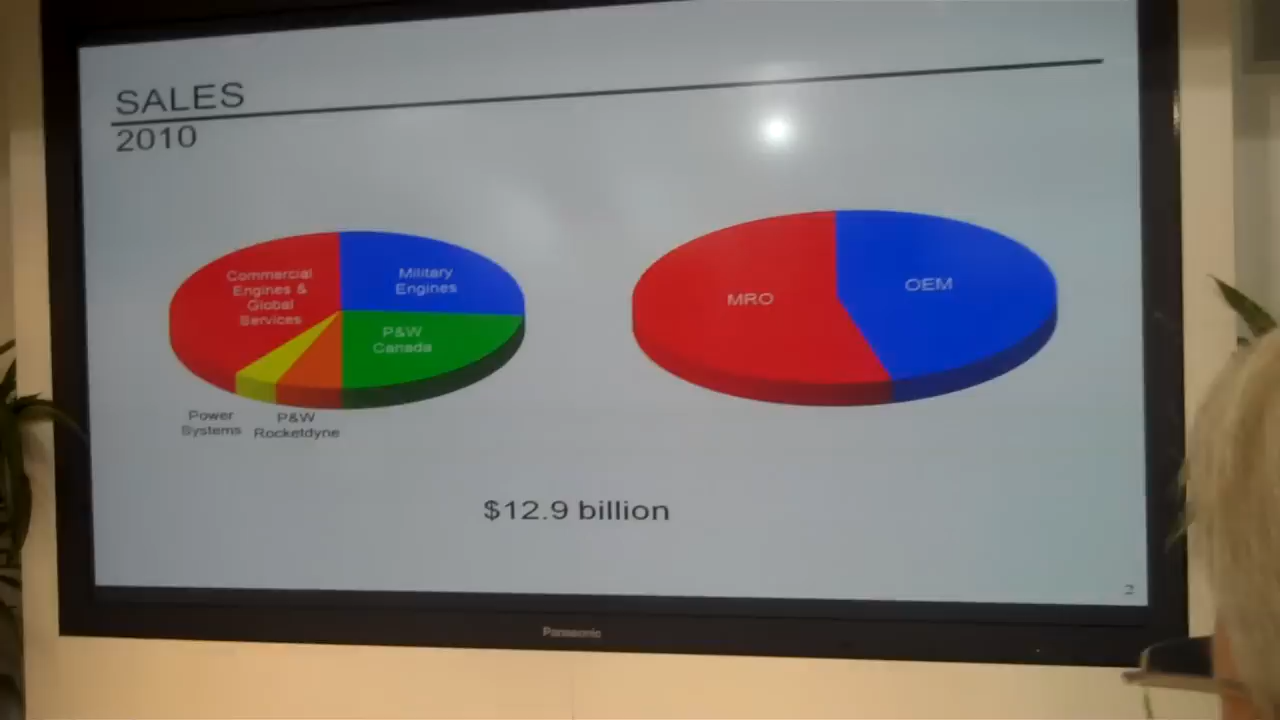 SALES
2010
Commercial
Engines &
Global
Services
Military
Engines
P&W
Canada
Power
Systems
P&W
Rocketdyne
MRO
OEM
$12.9 billion
2
Panasonic